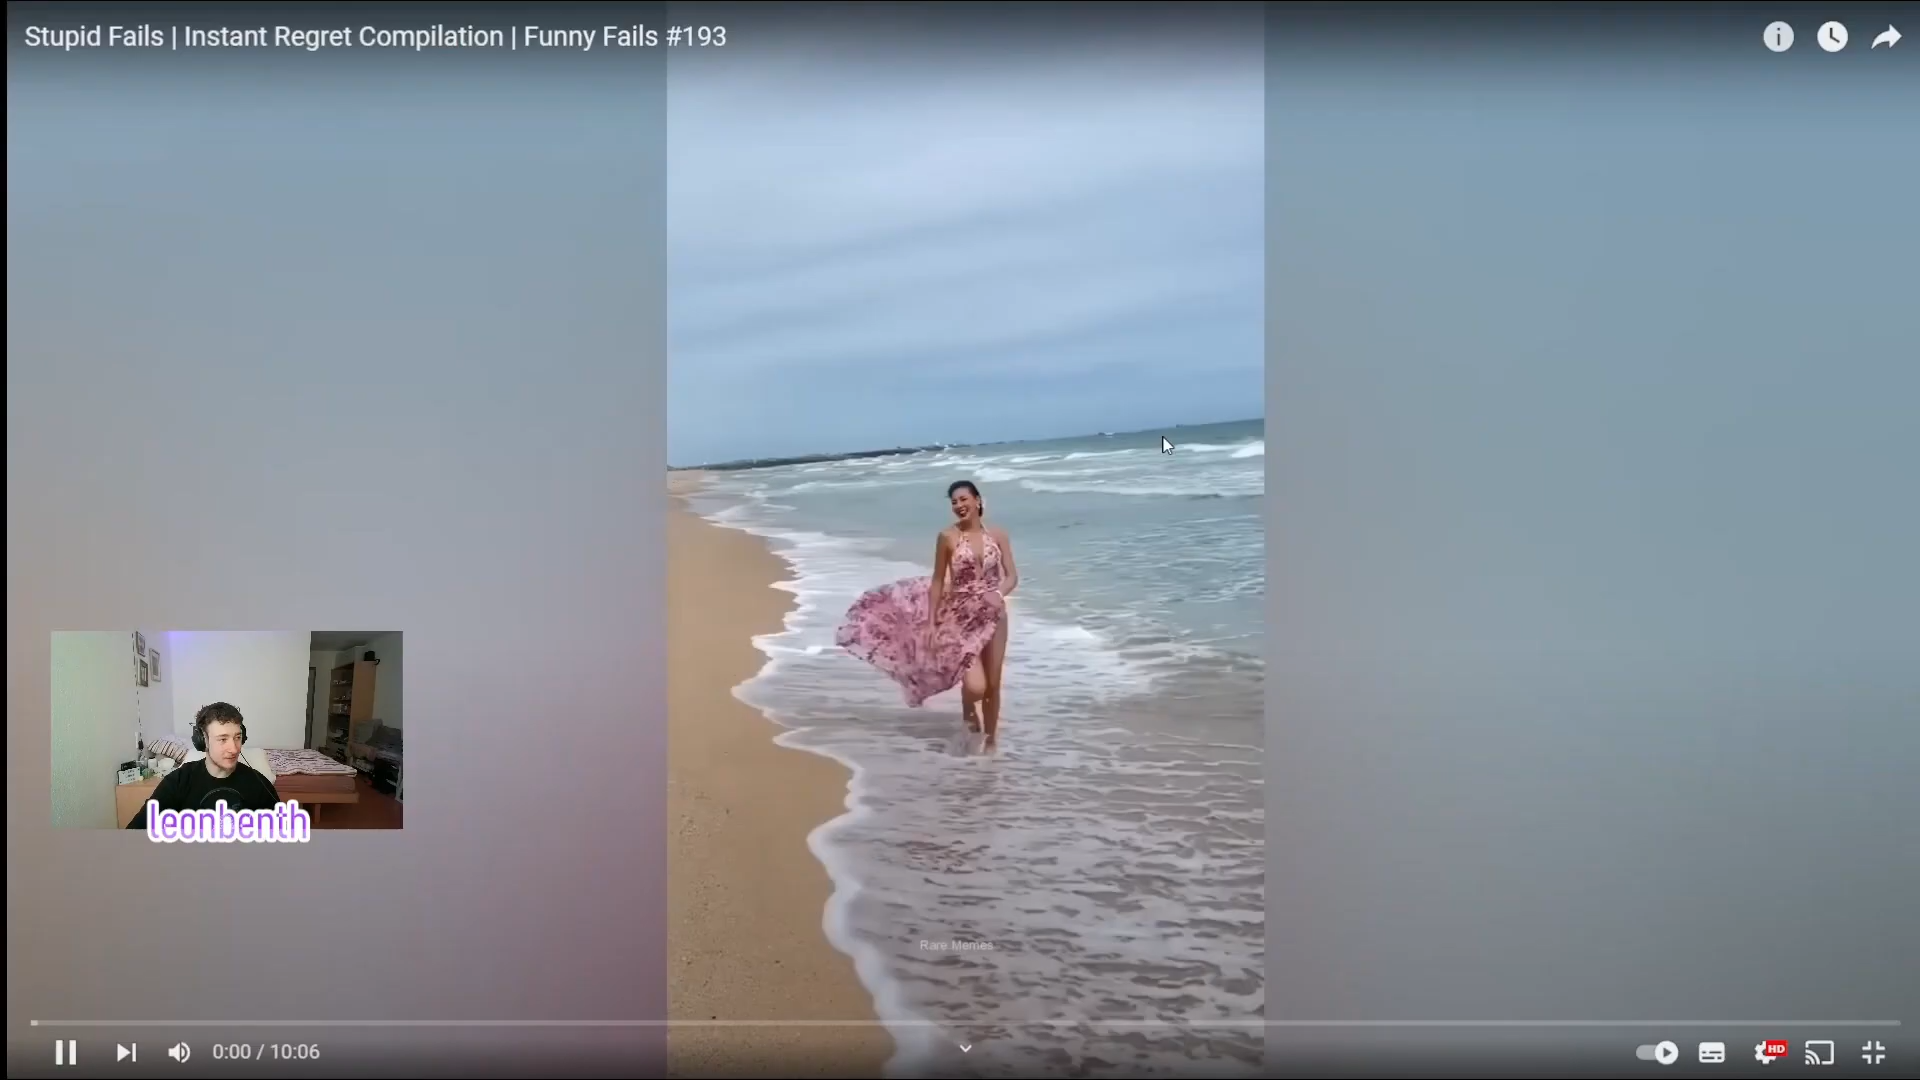 Stupid Fails | Instant Regret Compilation | Funny Fails #193
leonbenth
Rare Memes
0:00 / 10:06
HD